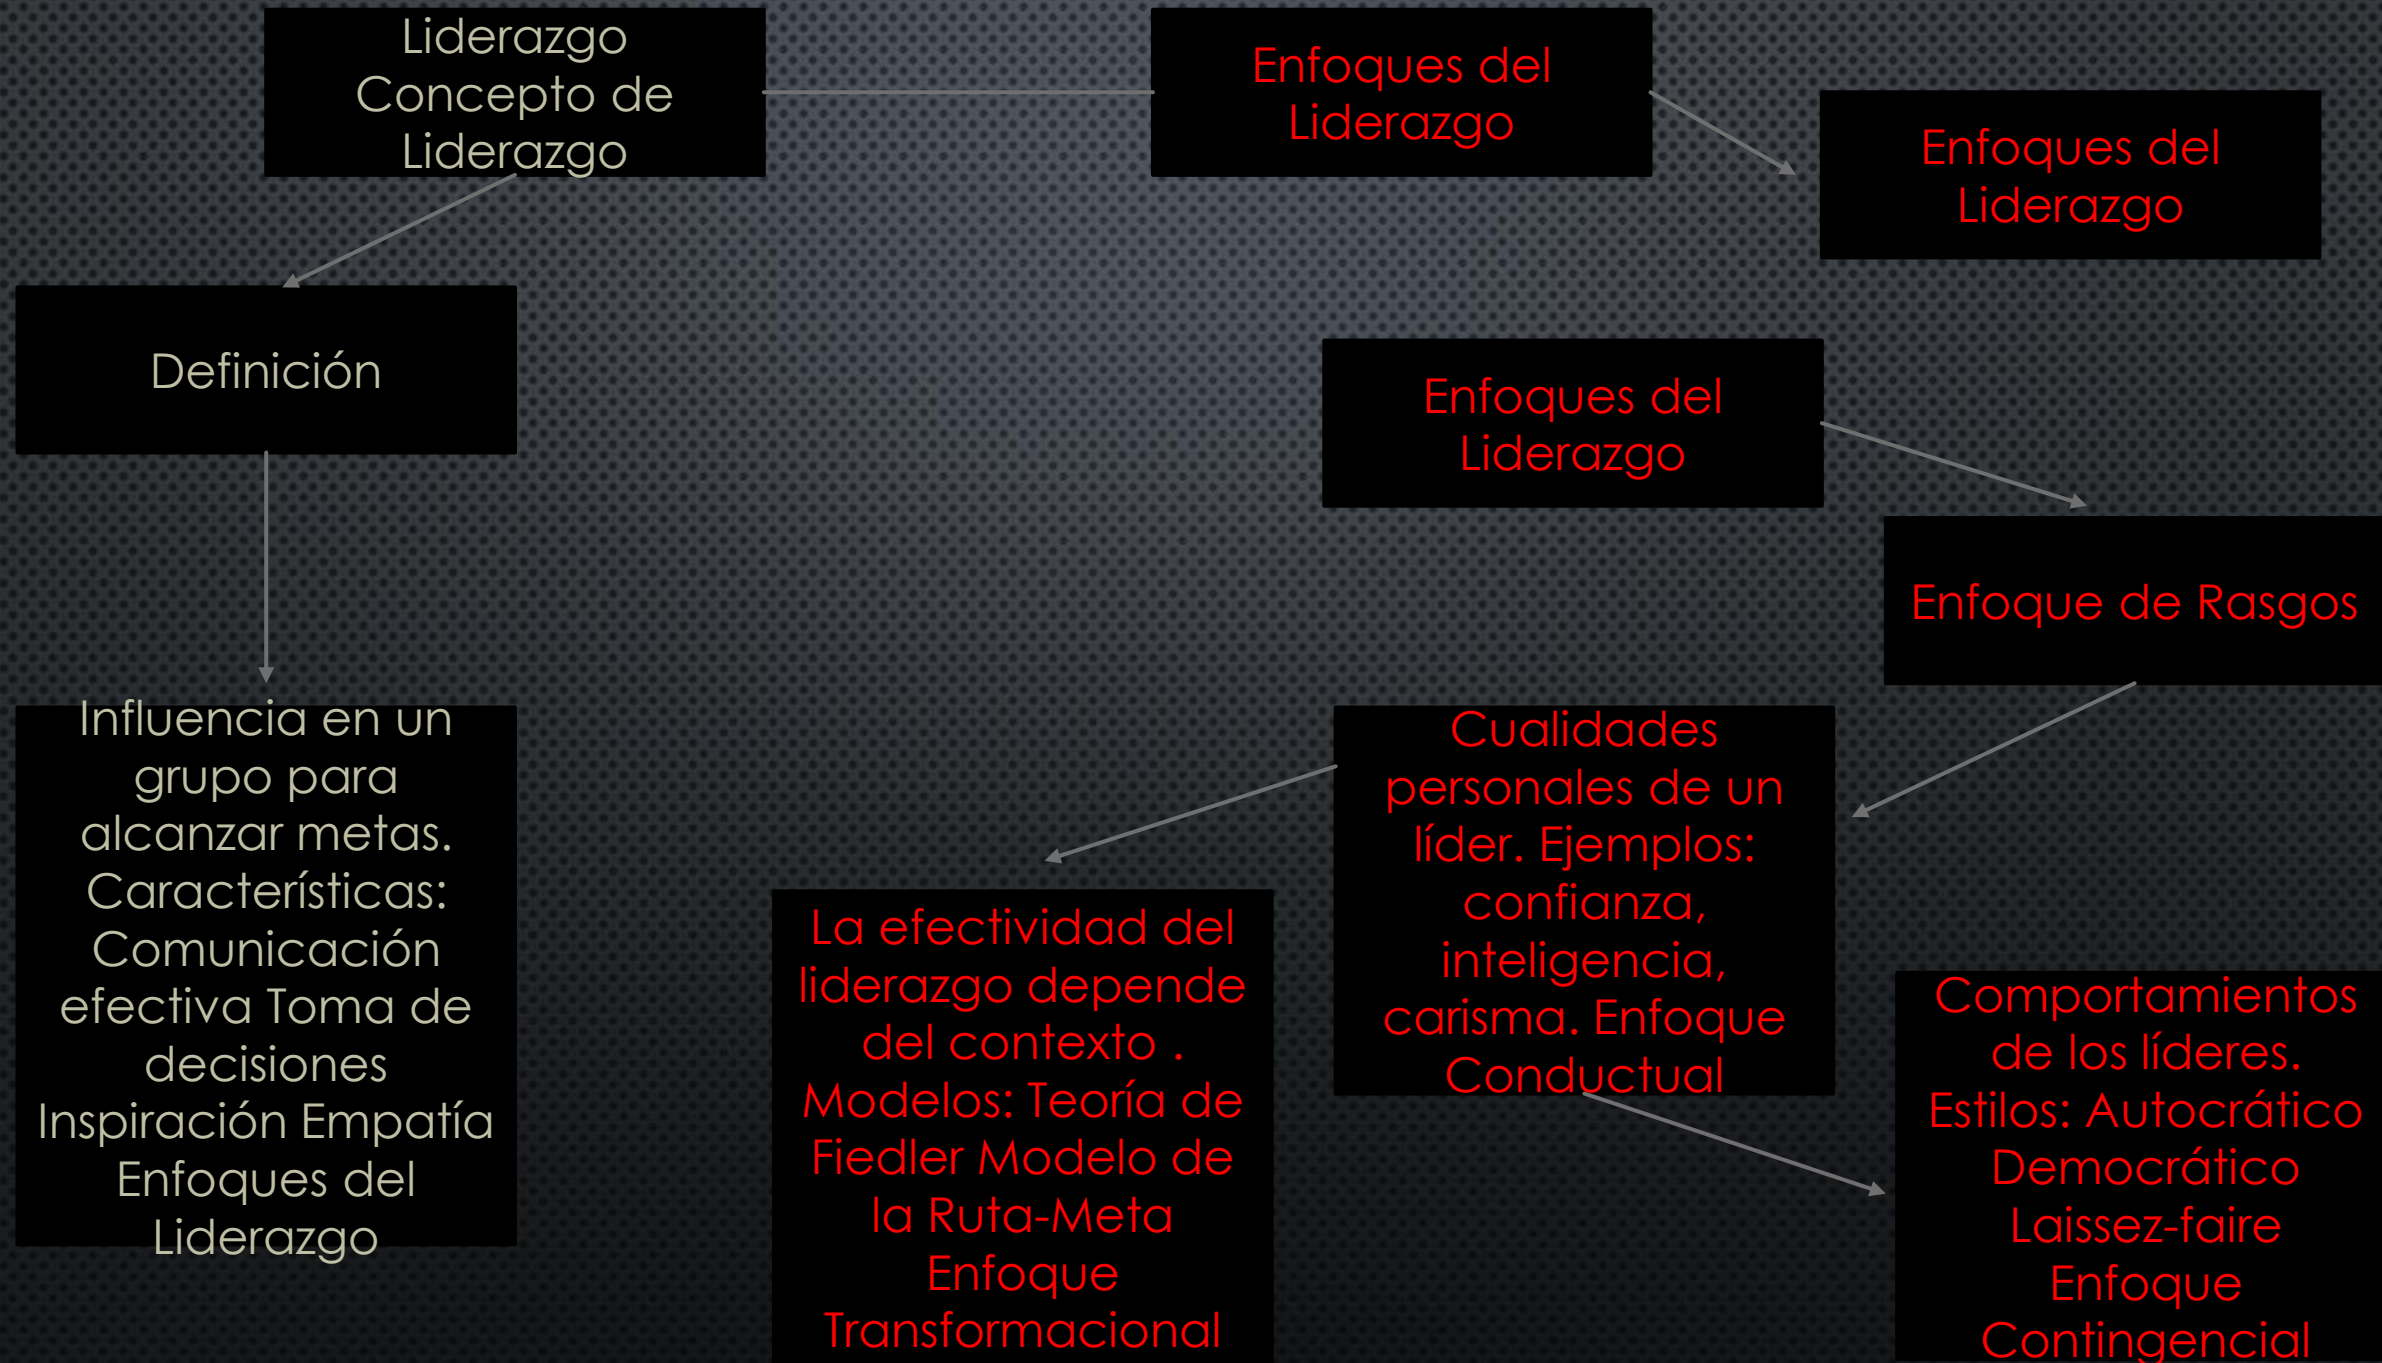 Liderazgo
Concepto de
Liderazgo
Enfoques del
Liderazgo
Enfoques del
Liderazgo
Definición
Enfoques del
Liderazgo
Enfoque de Rasgos
Influencia en un
grupo para
alcanzar metas.
Características:
Comunicación
efectiva Toma de
decisiones
Inspiración Empatía
Enfoques del
Liderazgo
Cualidades
personales de un
líder. Ejemplos:
confianza,
inteligencia,
carisma. Enfoque
Conductual
La efectividad del
liderazgo depende
del contexto .
Modelos: Teoría de
Fiedler Modelo de
la Ruta-Meta
Enfoque
Transformacional
Comportamientos
de los líderes.
Estilos: Autocrático
Democrático
Laissez-faire
Enfoque
Contingencial